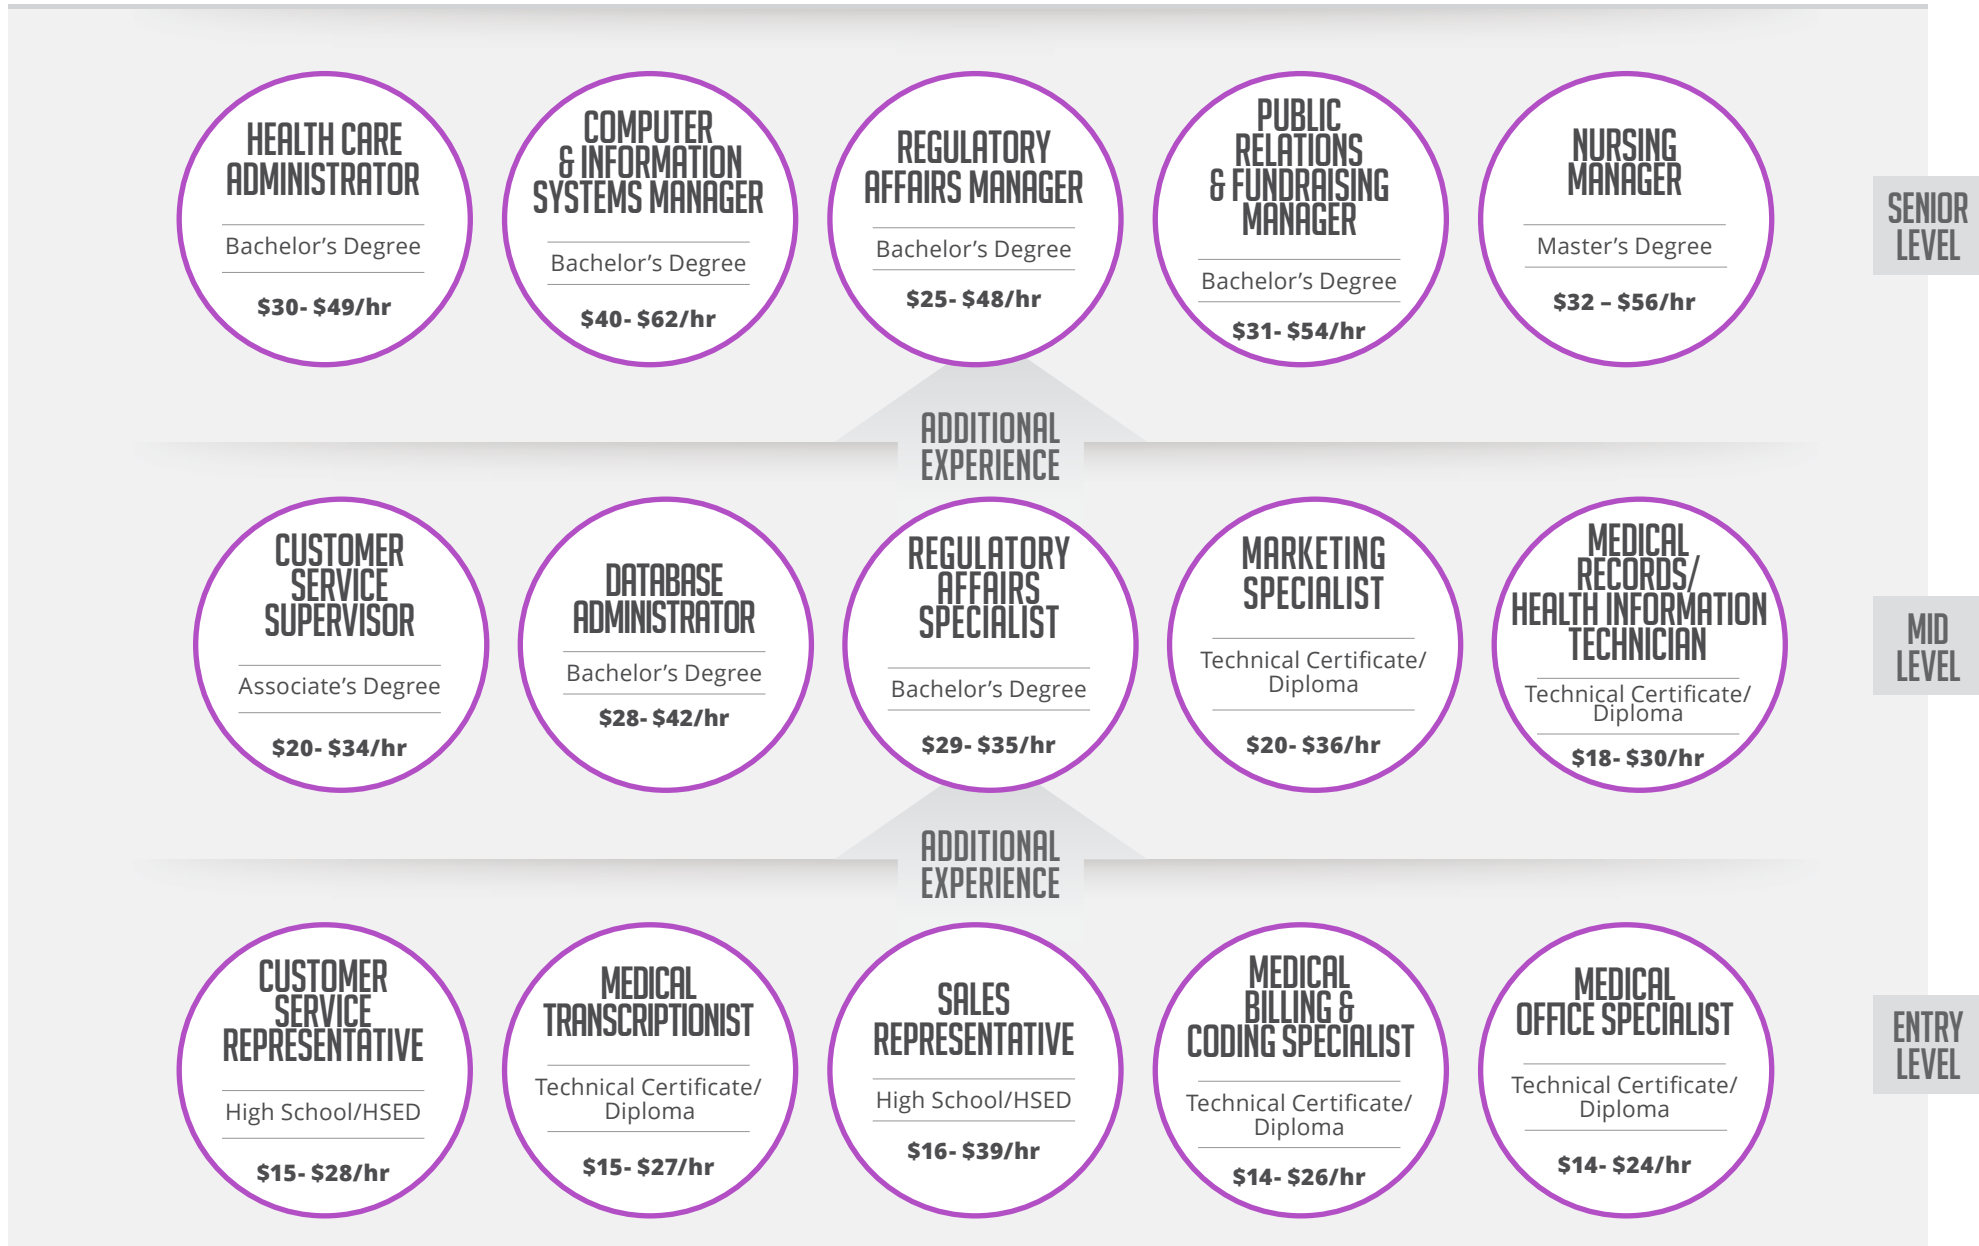 HEALTH CARE
ADMINISTRATOR
Bachelor’s Degree
$30- $49/hr
COMPUTER
& INFORMATION
SYSTEMS MANAGER
Bachelor’s Degree
$40- $62/hr
REGULATORY
AFFAIRS MANAGER
Bachelor’s Degree
$25- $48/hr
PUBLIC
RELATIONS
& FUNDRAISING
MANAGER
Bachelor’s Degree
$31- $54/hr
NURSING
MANAGER
Master’s Degree
$32 – $56/hr
SENIOR
LEVEL
ADDITIONAL
EXPERIENCE
CUSTOMER
SERVICE
SUPERVISOR
Associate’s Degree
$20- $34/hr
DATABASE
ADMINISTRATOR
Bachelor’s Degree
$28- $42/hr
REGULATORY
AFFAIRS
SPECIALIST
Bachelor’s Degree
$29- $35/hr
MARKETING
SPECIALIST
Technical Certificate/
Diploma
$20- $36/hr
MEDICAL
RECORDS/
HEALTH INFORMATION
TECHNICIAN
Technical Certificate/
Diploma
$18- $30/hr
MID
LEVEL
ADDITIONAL
EXPERIENCE
CUSTOMER
SERVICE
REPRESENTATIVE
High School/HSED
$15- $28/hr
MEDICAL
TRANSCRIPTIONIST
Technical Certificate/
Diploma
$15- $27/hr
SALES
REPRESENTATIVE
High School/HSED
$16- $39/hr
MEDICAL
BILLING &
CODING SPECIALIST
Technical Certificate/
Diploma
$14- $26/hr
MEDICAL
OFFICE SPECIALIST
Technical Certificate/
Diploma
$14- $24/hr
ENTRY
LEVEL